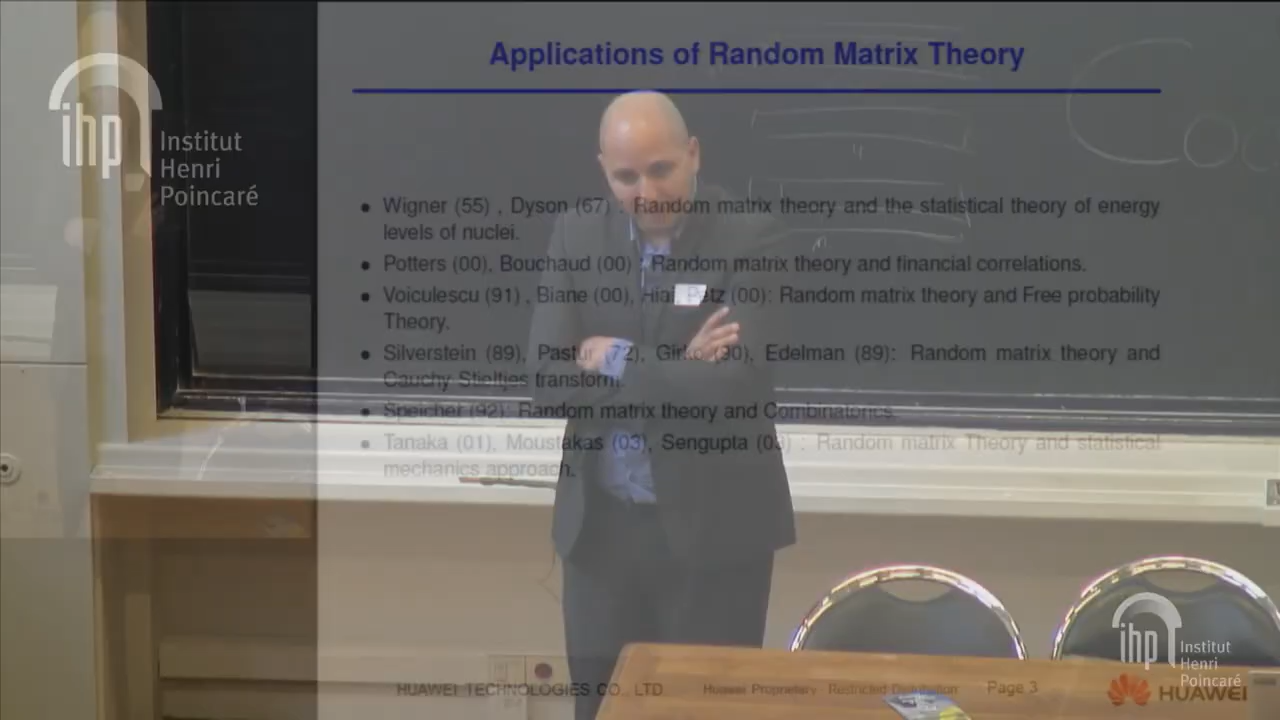 Applications of Random Matrix Theory
ihp Institut
Henri
Poincaré
• Wigner (55) , Dyson (67) : Random matrix theory and the statistical theory of energy
levels of nuclei.
• Potters (00), Bouchaud (00) : Random matrix theory and financial correlations.
• Voiculescu (91) , Biane (00), Hiai, Petz (00): Random matrix theory and Free probability
Theory.
• Silverstein (89), Pastur (72), Girko (90), Edelman (89): Random matrix theory and
Cauchy Stieltjes transform.
• Speicher (92): Random matrix theory and Combinatorics.
• Tanaka (01), Moustakas (03), Sengupta (03) : Random matrix Theory and statistical
mechanics approach.
HUAWEI TECHNOLOGIES CO., LTD. Huawei Proprietary Restricted Distribution Page 3 HUAWEI
ihp Institut
Henri
Poincaré